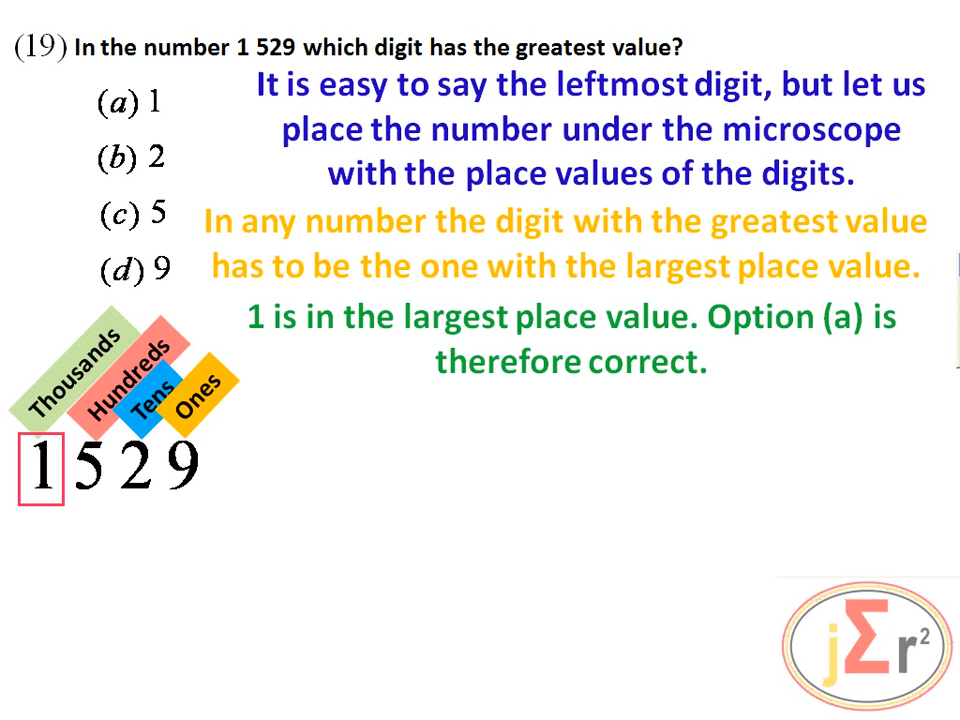 (19) In the number 1 529 which digit has the greatest value?
(a) 1
(b) 2
(c) 5
(d) 9
It is easy to say the leftmost digit, but let us
place the number under the microscope
with the place values of the digits.
In any number the digit with the greatest value
has to be the one with the largest place value.
1 is in the largest place value. Option (a) is
therefore correct.
Thousands
Hundreds
Tens
Ones
1 5 2 9
jΣr²